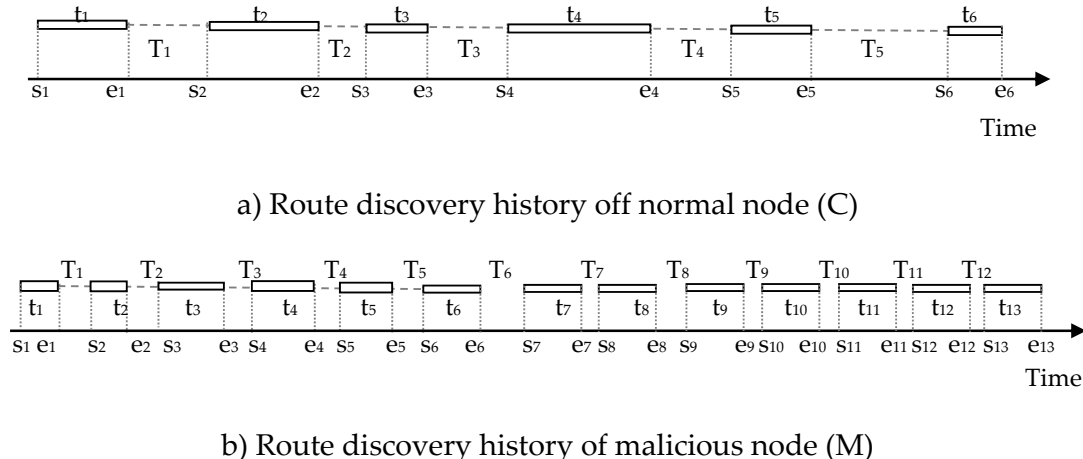 t₁ t₂ t₃ t₄ t₅ t₆
T₁ T₂ T₃ T₄ T₅
s₁ e₁ s₂ e₂ s₃ e₃ s₄ e₄ s₅ e₅ s₆ e₆
Time
a) Route discovery history off normal node (C)
T₁ T₂ T₃ T₄ T₅ T₆ T₇ T₈ T₉ T₁₀ T₁₁ T₁₂
t₁ t₂ t₃ t₄ t₅ t₆ t₇ t₈ t₉ t₁₀ t₁₁ t₁₂ t₁₃
s₁ e₁ s₂ e₂ s₃ e₃ s₄ e₄ s₅ e₅ s₆ e₆ s₇ e₇ s₈ e₈ s₉ e₉ s₁₀ e₁₀ s₁₁ e₁₁ s₁₂ e₁₂ s₁₃ e₁₃
Time
b) Route discovery history of malicious node (M)